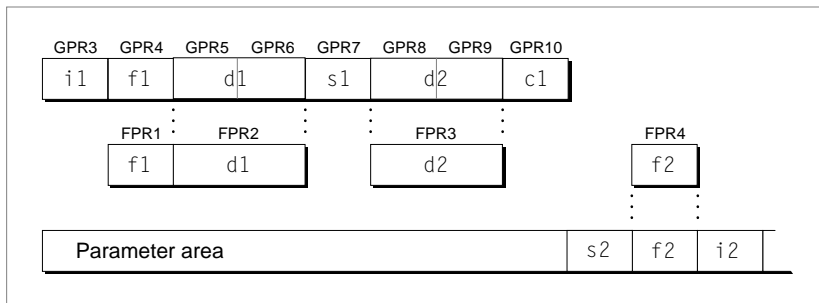 GPR3 GPR4 GPR5 GPR6 GPR7 GPR8 GPR9 GPR10
i1 f1 d1 s1 d2 c1
FPR1 FPR2 FPR3 FPR4
f1 d1 d2 f2
Parameter area s2 f2 i2